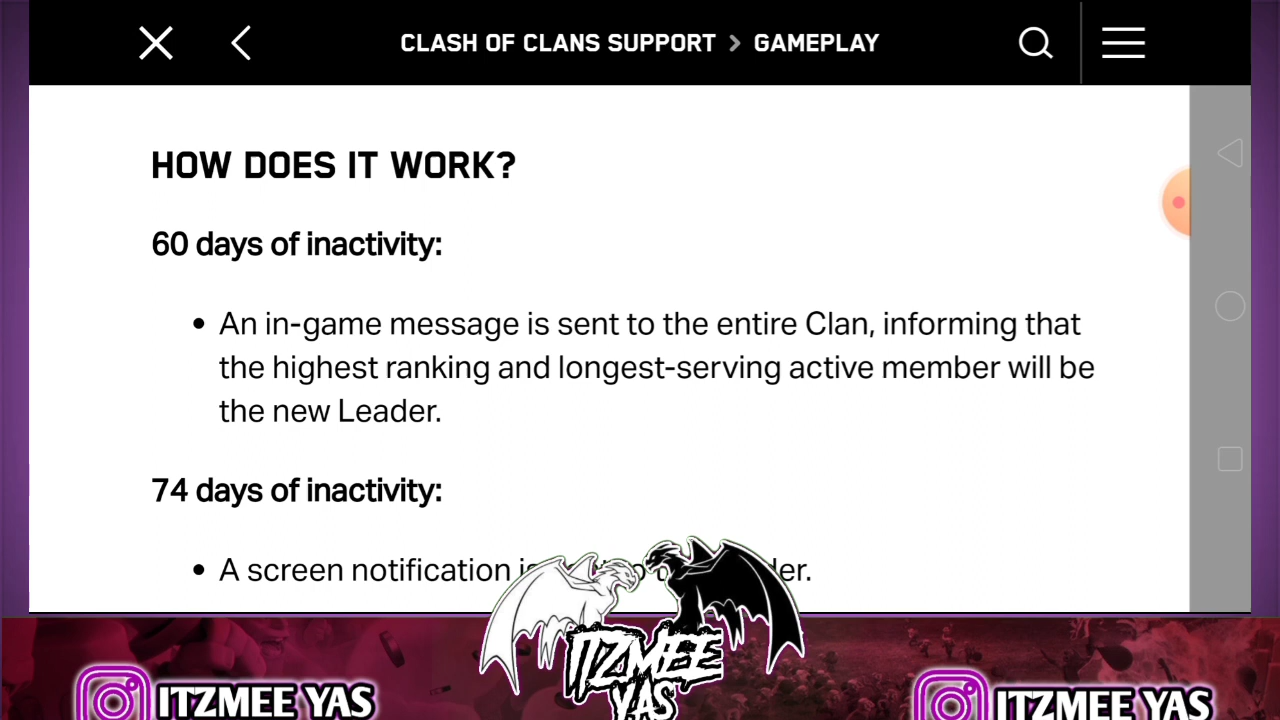 CLASH OF CLANS SUPPORT > GAMEPLAY
HOW DOES IT WORK?
60 days of inactivity:
• An in-game message is sent to the entire Clan, informing that
the highest ranking and longest-serving active member will be
the new Leader.
74 days of inactivity:
• A screen notification
ITZMEE
YAS
ITZMEE YAS
ITZMEE YAS